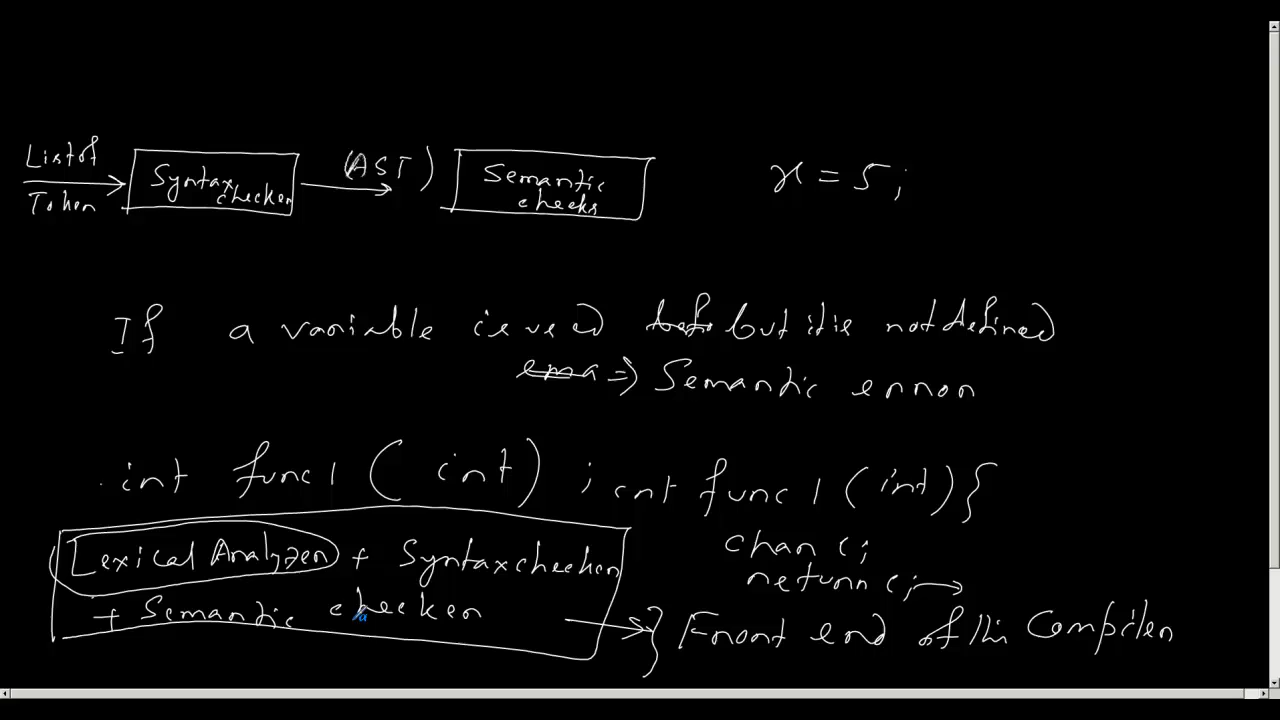 List of
Token
Syntax
checker
(AST)
Semantic
checks
x = 5;
If a variable is used but it is not defined
=> Semantic error
int func1 ( int ) ;
int func1 ( int ) {
char c;
return c;
Lexical Analyzer + Syntax checker
+ Semantic checker
} Front end of the Compiler